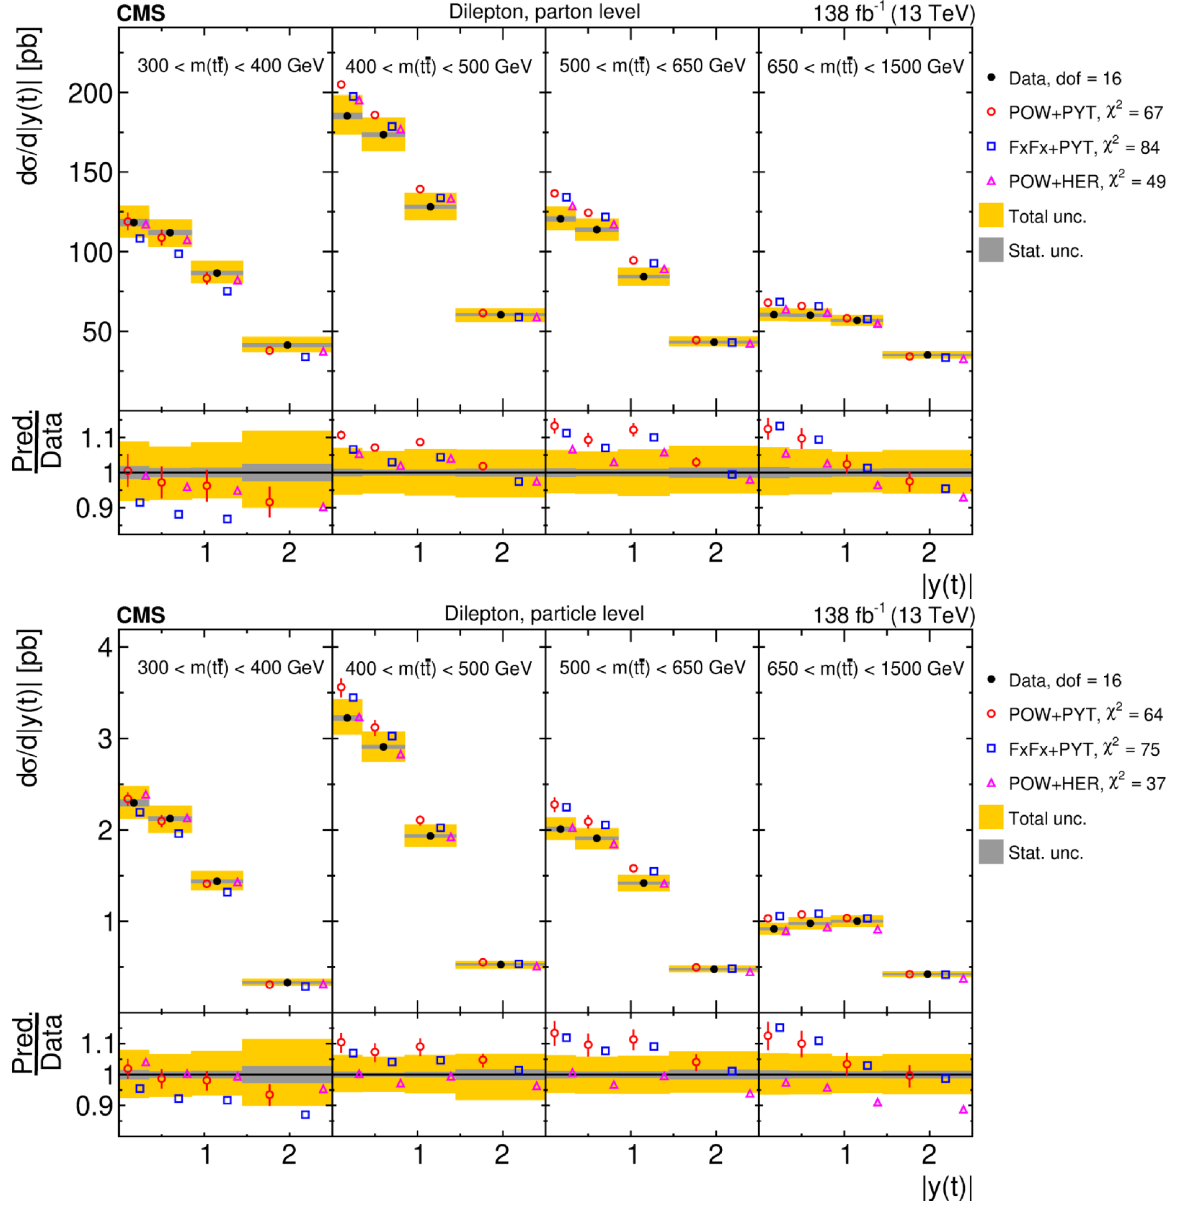 CMS Dilepton, parton level 138 fb⁻¹ (13 TeV)
dσ/d|y(t)| [pb]
300 < m(tt̄) < 400 GeV 400 < m(tt̄) < 500 GeV 500 < m(tt̄) < 650 GeV 650 < m(tt̄) < 1500 GeV
200
150
100
50
Data, dof = 16
POW+PYT, χ² = 67
FxFx+PYT, χ² = 84
POW+HER, χ² = 49
Total unc.
Stat. unc.
Pred.
Data
1.1
1
0.9
1 2 1 2 1 2 1 2
|y(t)|
CMS Dilepton, particle level 138 fb⁻¹ (13 TeV)
dσ/d|y(t)| [pb]
300 < m(tt̄) < 400 GeV 400 < m(tt̄) < 500 GeV 500 < m(tt̄) < 650 GeV 650 < m(tt̄) < 1500 GeV
4
3
2
1
Data, dof = 16
POW+PYT, χ² = 64
FxFx+PYT, χ² = 75
POW+HER, χ² = 37
Total unc.
Stat. unc.
Pred.
Data
1.1
1
0.9
1 2 1 2 1 2 1 2
|y(t)|